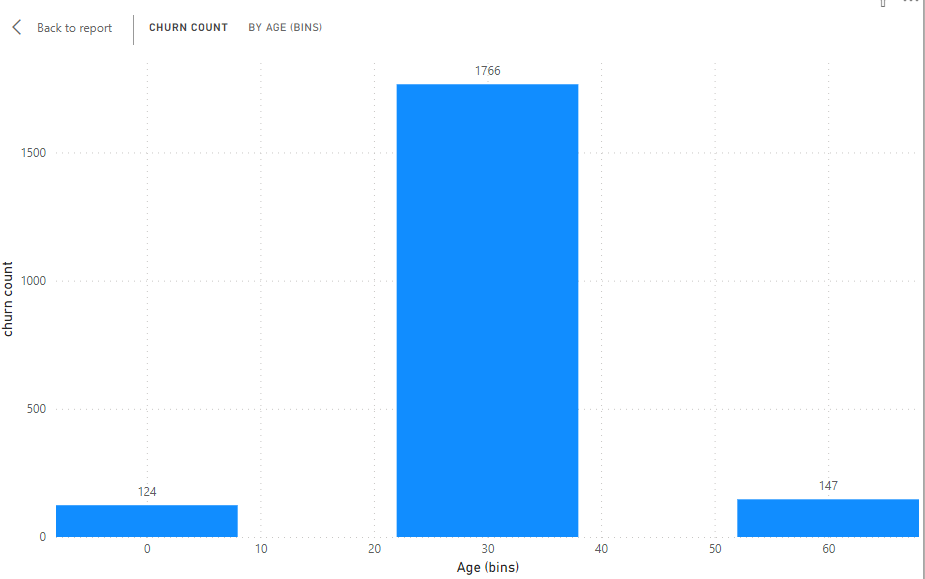 Back to report
CHURN COUNT
BY AGE (BINS)
1766
1500
churn count
1000
500
124
147
0
0 10 20 30 40 50 60
Age (bins)